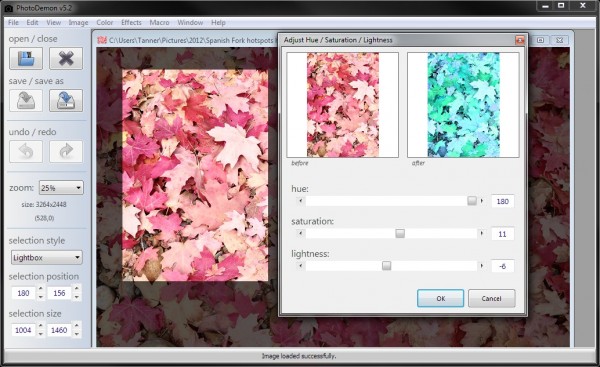 PhotoDemon v5.2
File Edit View Image Color Effects Macro Window Help
open / close
save / save as
undo / redo
zoom: 25%
size: 3264x2448
(528,0)
selection style
Lightbox
selection position
180 156
selection size
1004 1460
C:\Users\Tanner\Pictures\2012\Spanish Fork hotspots
Adjust Hue / Saturation / Lightness
before
after
hue:
180
saturation:
11
lightness:
-6
OK
Cancel
Image loaded successfully.